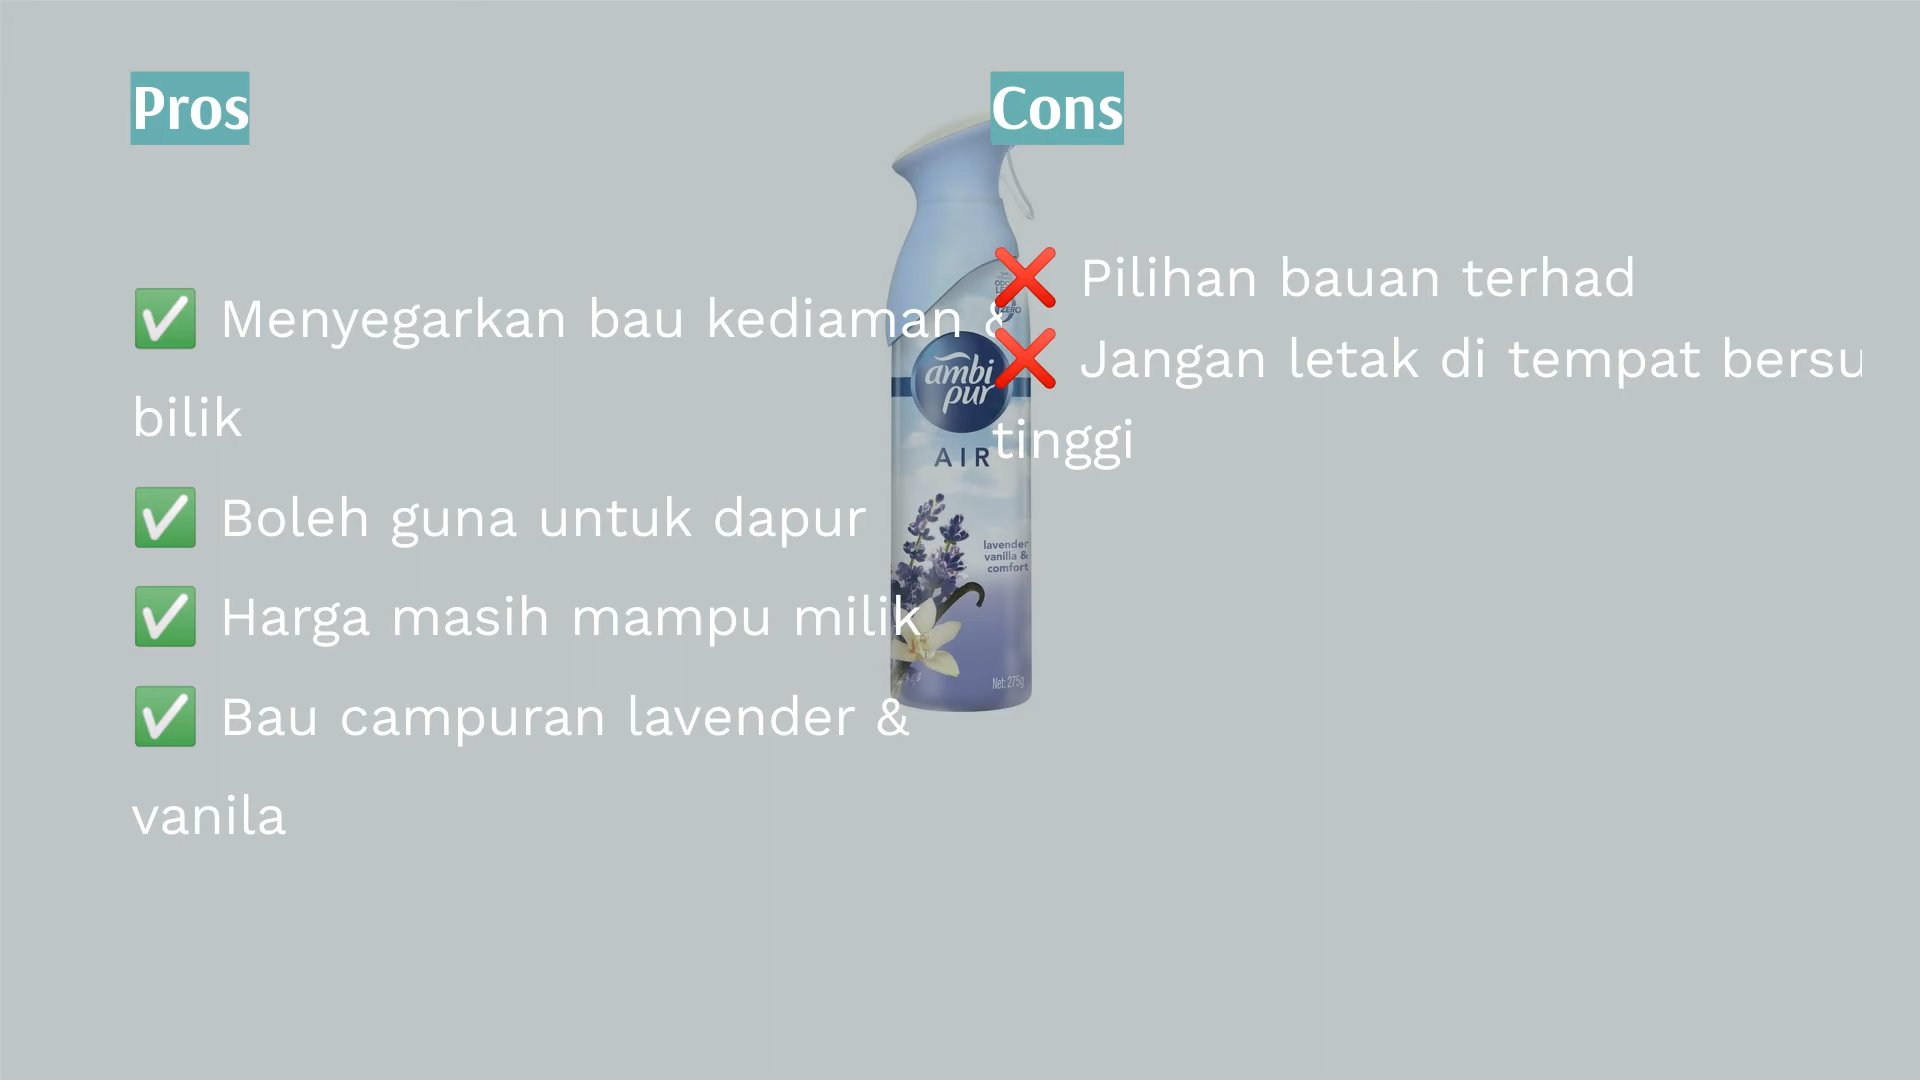 Pros
✅ Menyegarkan bau kediaman &
bilik
✅ Boleh guna untuk dapur
✅ Harga masih mampu milik
✅ Bau campuran lavender &
vanila
Cons
❌ Pilihan bauan terhad
❌ Jangan letak di tempat bersu
tinggi
ambi
pur
AIR
lavender
vanilla &
comfort
Net: 275g